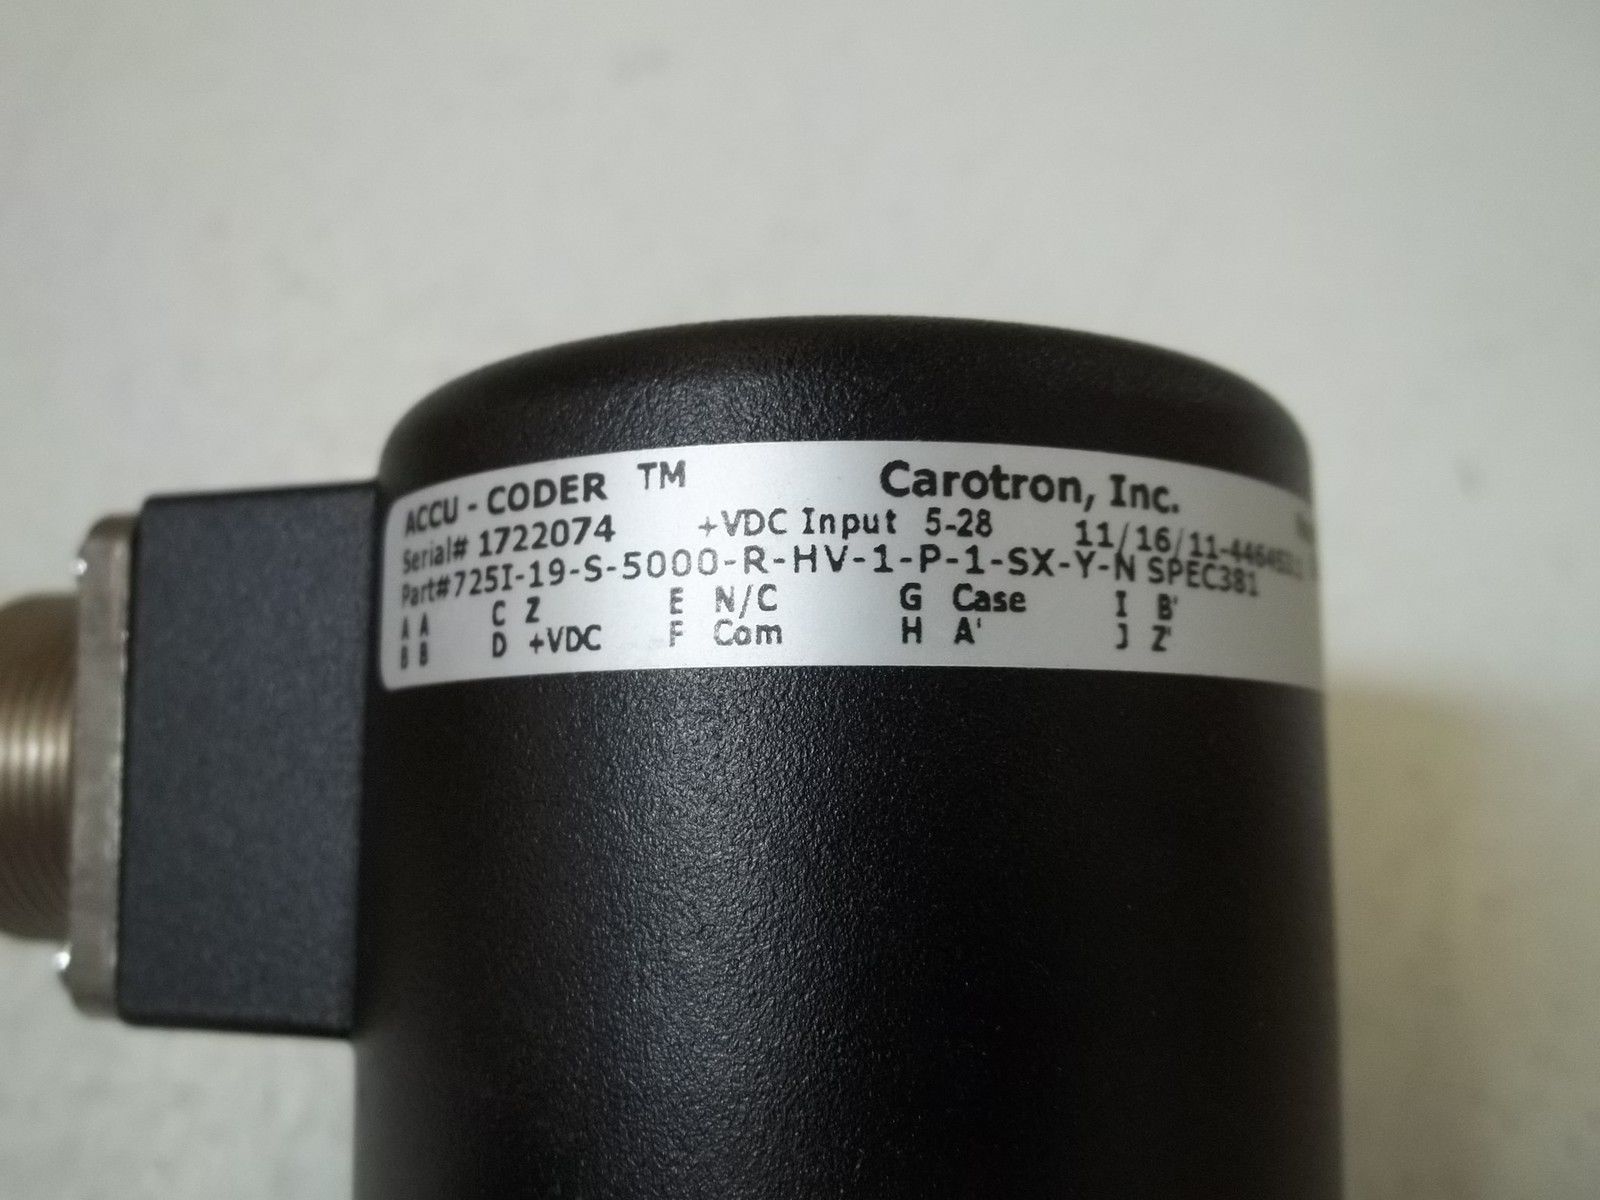 ACCU - CODER ™ Carotron, Inc.
Serial# 1722074 +VDC Input 5-28 11/16/11-
Part#725I-19-S-5000-R-HV-1-P-1-SX-Y-N SPEC381
A A C Z E N/C G Case I B'
B B D +VDC F Com H A' J Z'